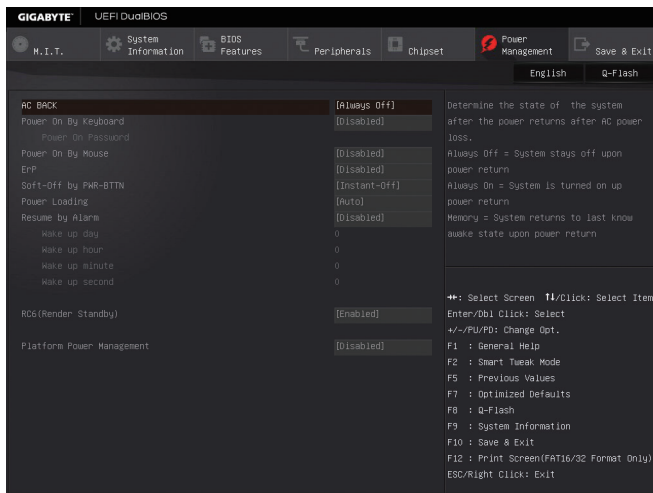 GIGABYTE™ UEFI DualBIOS
M.I.T.
System Information
BIOS Features
Peripherals
Chipset
Power Management
Save & Exit
English Q-Flash
AC BACK [Always Off]
Power On By Keyboard [Disabled]
Power On Password
Power On By Mouse [Disabled]
ErP [Disabled]
Soft-Off by PWR-BTTN [Instant-Off]
Power Loading [Auto]
Resume by Alarm [Disabled]
Wake up day 0
Wake up hour 0
Wake up minute 0
Wake up second 0
RC6(Render Standby) [Enabled]
Platform Power Management [Disabled]
Determine the state of the system
after the power returns after AC power
loss.
Always Off = System stays off upon
power return
Always On = System is turned on up
power return
Memory = System returns to last know
awake state upon power return
→←: Select Screen ↑↓/Click: Select Item
Enter/Dbl Click: Select
+/-/PU/PD: Change Opt.
F1 : General Help
F2 : Smart Tweak Mode
F5 : Previous Values
F7 : Optimized Defaults
F8 : Q-Flash
F9 : System Information
F10 : Save & Exit
F12 : Print Screen(FAT16/32 Format Only)
ESC/Right Click: Exit